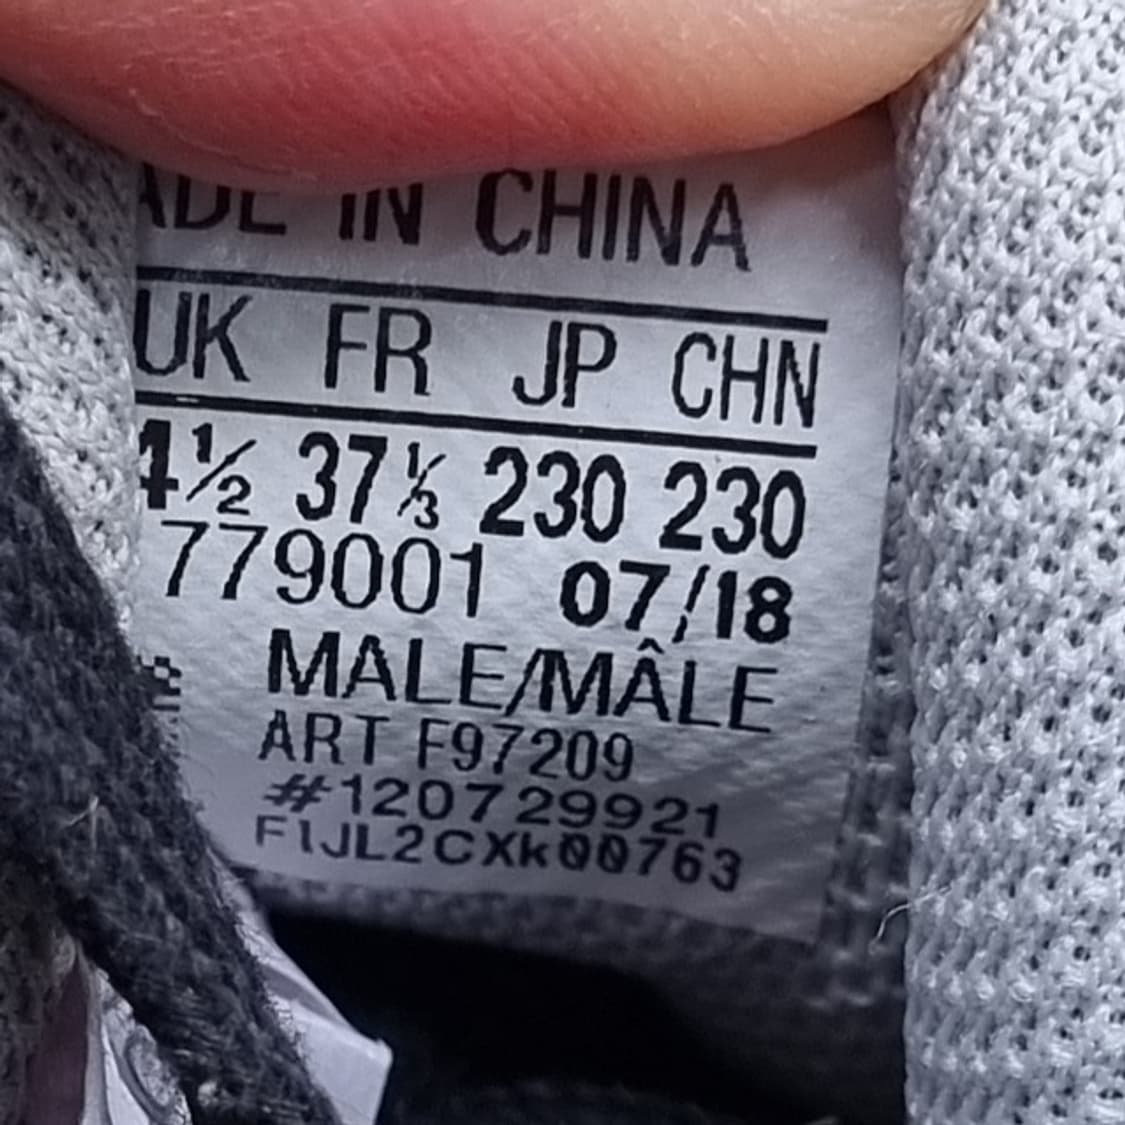 MADE IN CHINA
UK FR JP CHN
4½ 37⅓ 230 230
779001 07/18
MALE/MÂLE
ART F97209
#120729921
F1JL2CXk00763